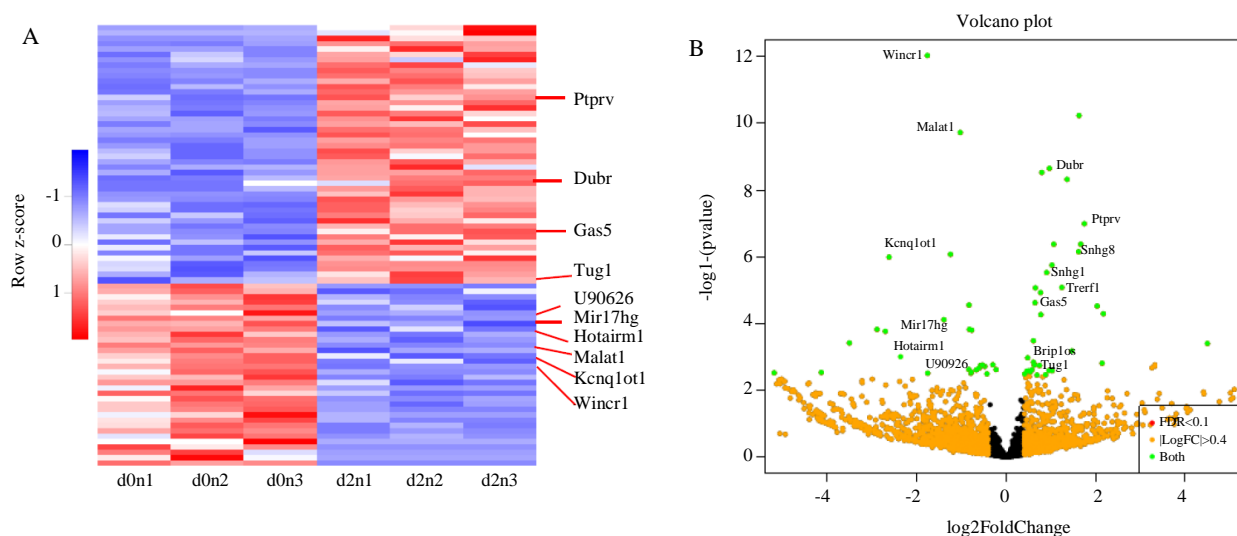 A
Row z-score
-1
0
1
Ptprv
Dubr
Gas5
Tug1
U90626
Mir17hg
Hotairm1
Malat1
Kcnq1ot1
Wincr1
d0n1 d0n2 d0n3 d2n1 d2n2 d2n3
B
Volcano plot
-log1-(pvalue)
12
10
8
6
4
2
0
Wincr1
Malat1
Dubr
Ptprv
Kcnq1ot1
Snhg8
Snhg1
Trerf1
Gas5
Mir17hg
Hotairm1
Brip1os
U90926
Tug1
FDR<0.1
|LogFC|>0.4
Both
-4 -2 0 2 4
log2FoldChange